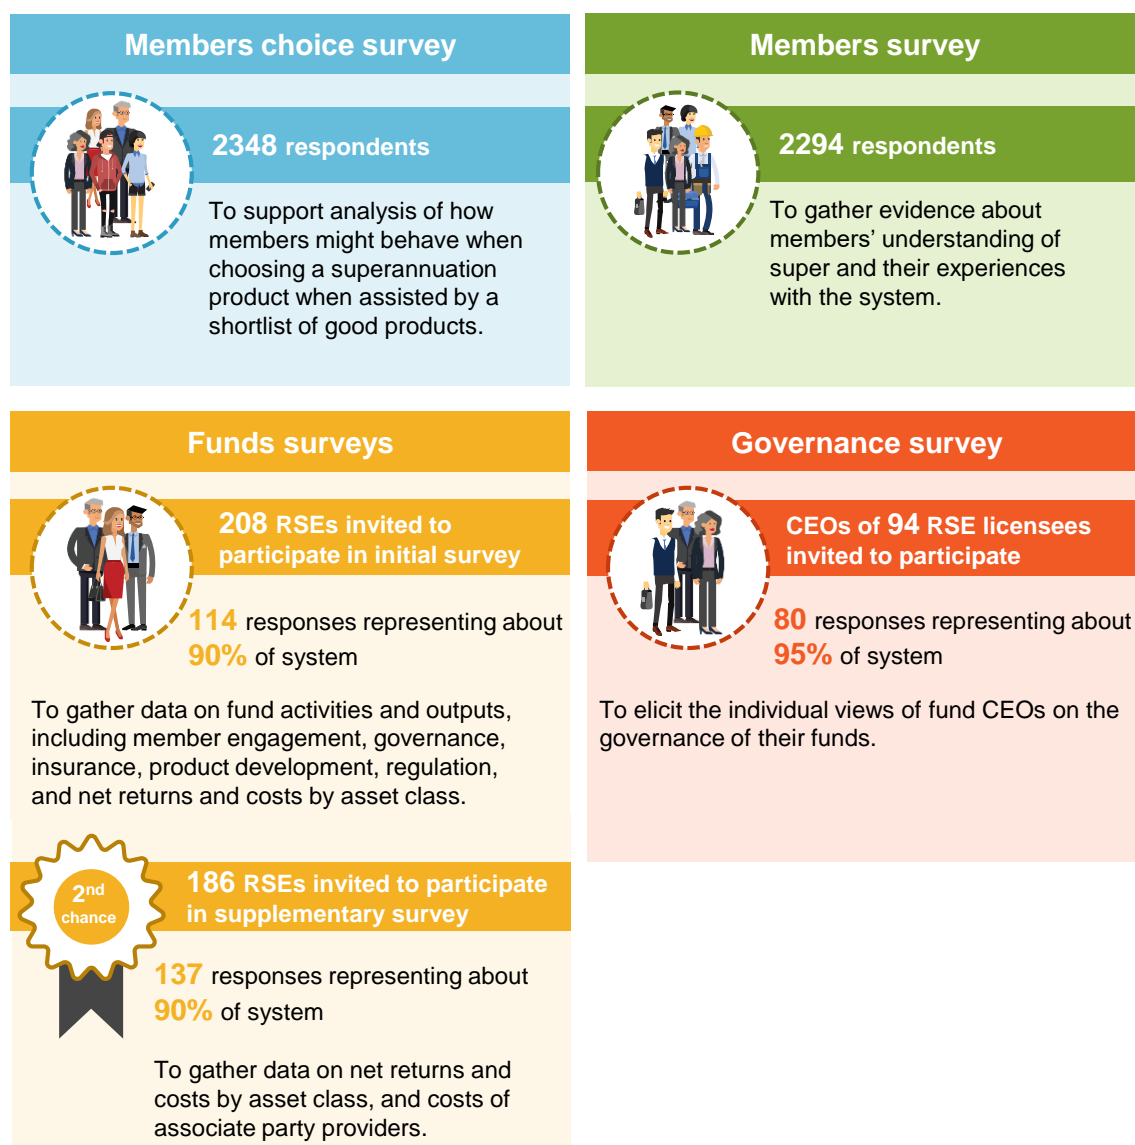 Members choice survey
2348 respondents
To support analysis of how
members might behave when
choosing a superannuation
product when assisted by a
shortlist of good products.
Members survey
2294 respondents
To gather evidence about
members’ understanding of
super and their experiences
with the system.
Funds surveys
208 RSEs invited to
participate in initial survey
114 responses representing about
90% of system
To gather data on fund activities and outputs,
including member engagement, governance,
insurance, product development, regulation,
and net returns and costs by asset class.
2nd
chance
186 RSEs invited to participate
in supplementary survey
137 responses representing about
90% of system
To gather data on net returns and
costs by asset class, and costs of
associate party providers.
Governance survey
CEOs of 94 RSE licensees
invited to participate
80 responses representing about
95% of system
To elicit the individual views of fund CEOs on the
governance of their funds.